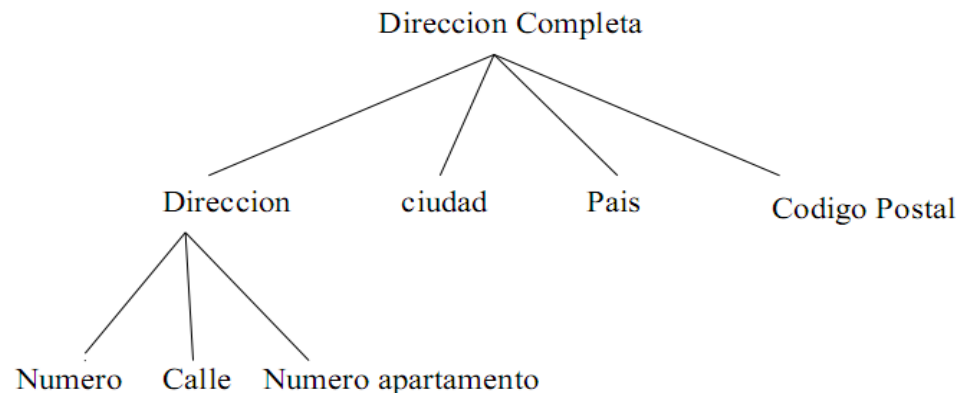 Direccion Completa
Direccion ciudad Pais Codigo Postal
Numero Calle Numero apartamento